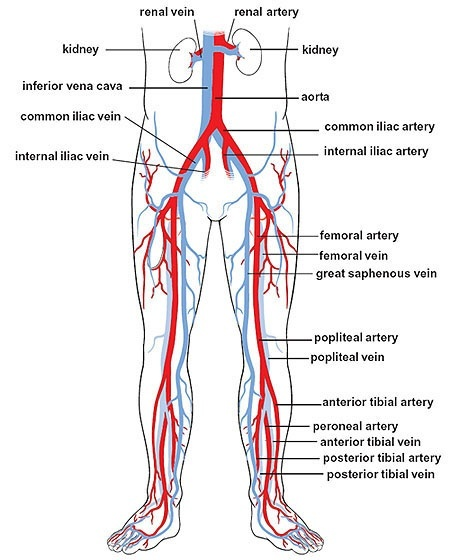 renal vein
renal artery
kidney
kidney
inferior vena cava
aorta
common iliac vein
common iliac artery
internal iliac vein
internal iliac artery
femoral artery
femoral vein
great saphenous vein
popliteal artery
popliteal vein
anterior tibial artery
peroneal artery
anterior tibial vein
posterior tibial artery
posterior tibial vein